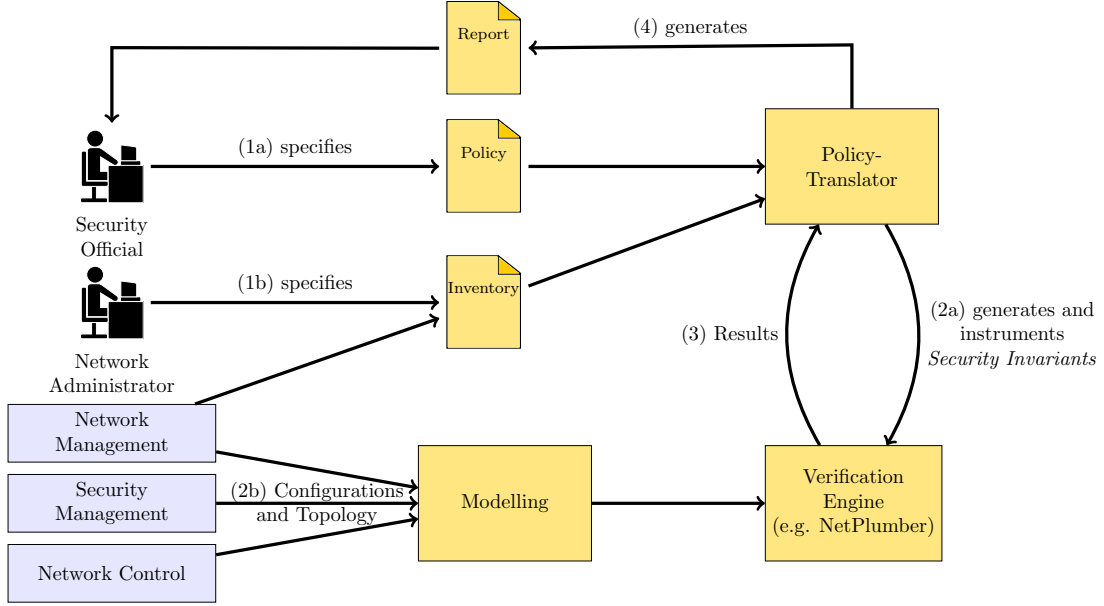 Report
(4) generates
(1a) specifies
Policy
Policy-
Translator
Security
Official
(1b) specifies
Inventory
(3) Results
(2a) generates and
instruments
Security Invariants
Network
Administrator
Network
Management
Security
Management
(2b) Configurations
and Topology
Modelling
Verification
Engine
(e.g. NetPlumber)
Network Control